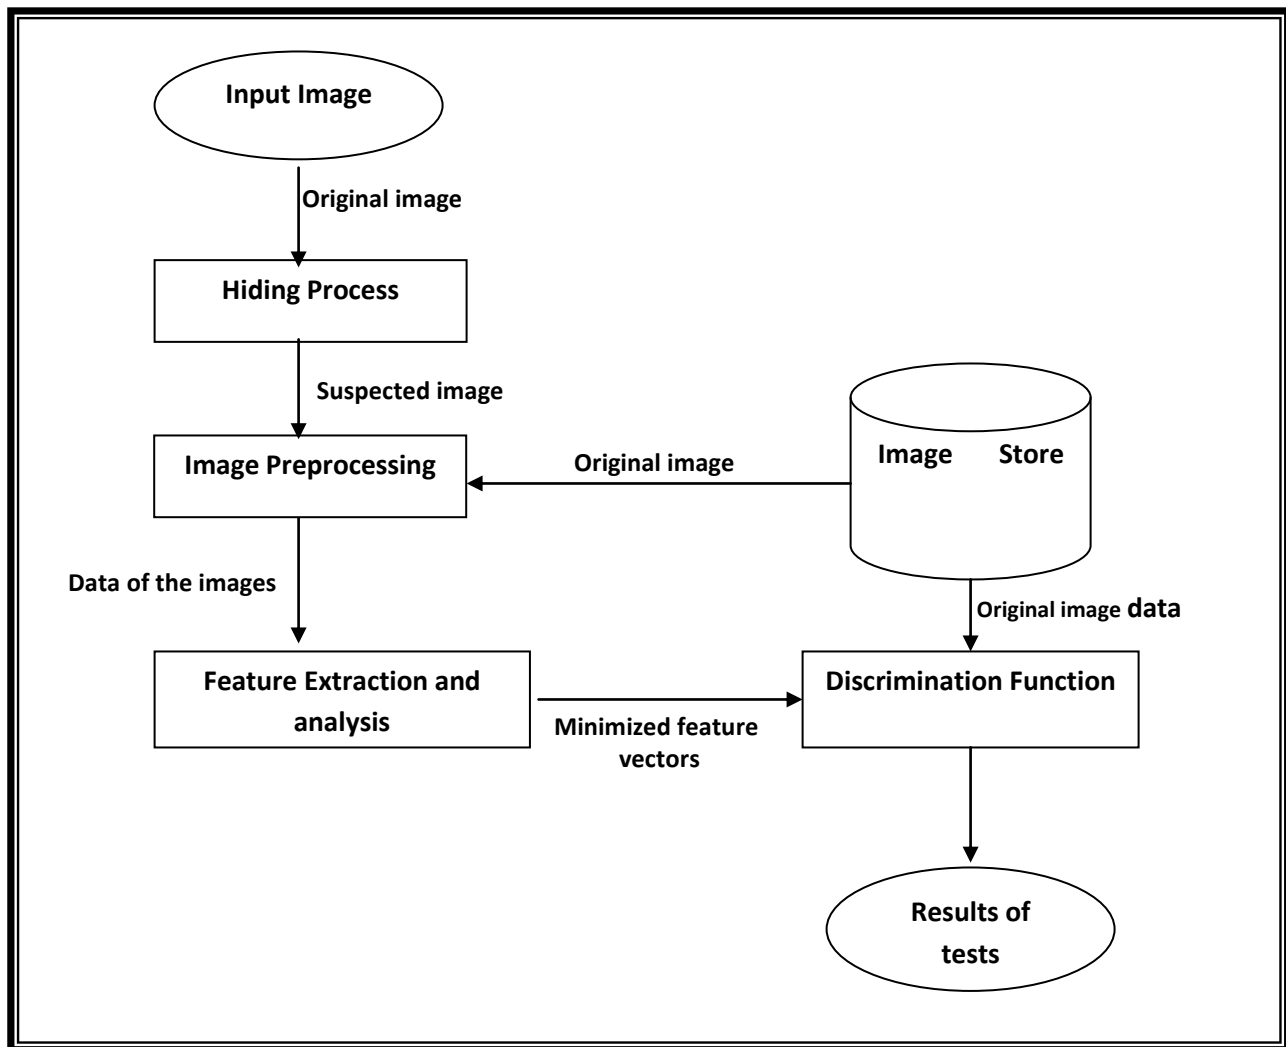 Input Image
Original image
Hiding Process
Suspected image
Image Preprocessing
Original image
Image Store
Data of the images
Original image data
Feature Extraction and
analysis
Minimized feature
vectors
Discrimination Function
Results of
tests